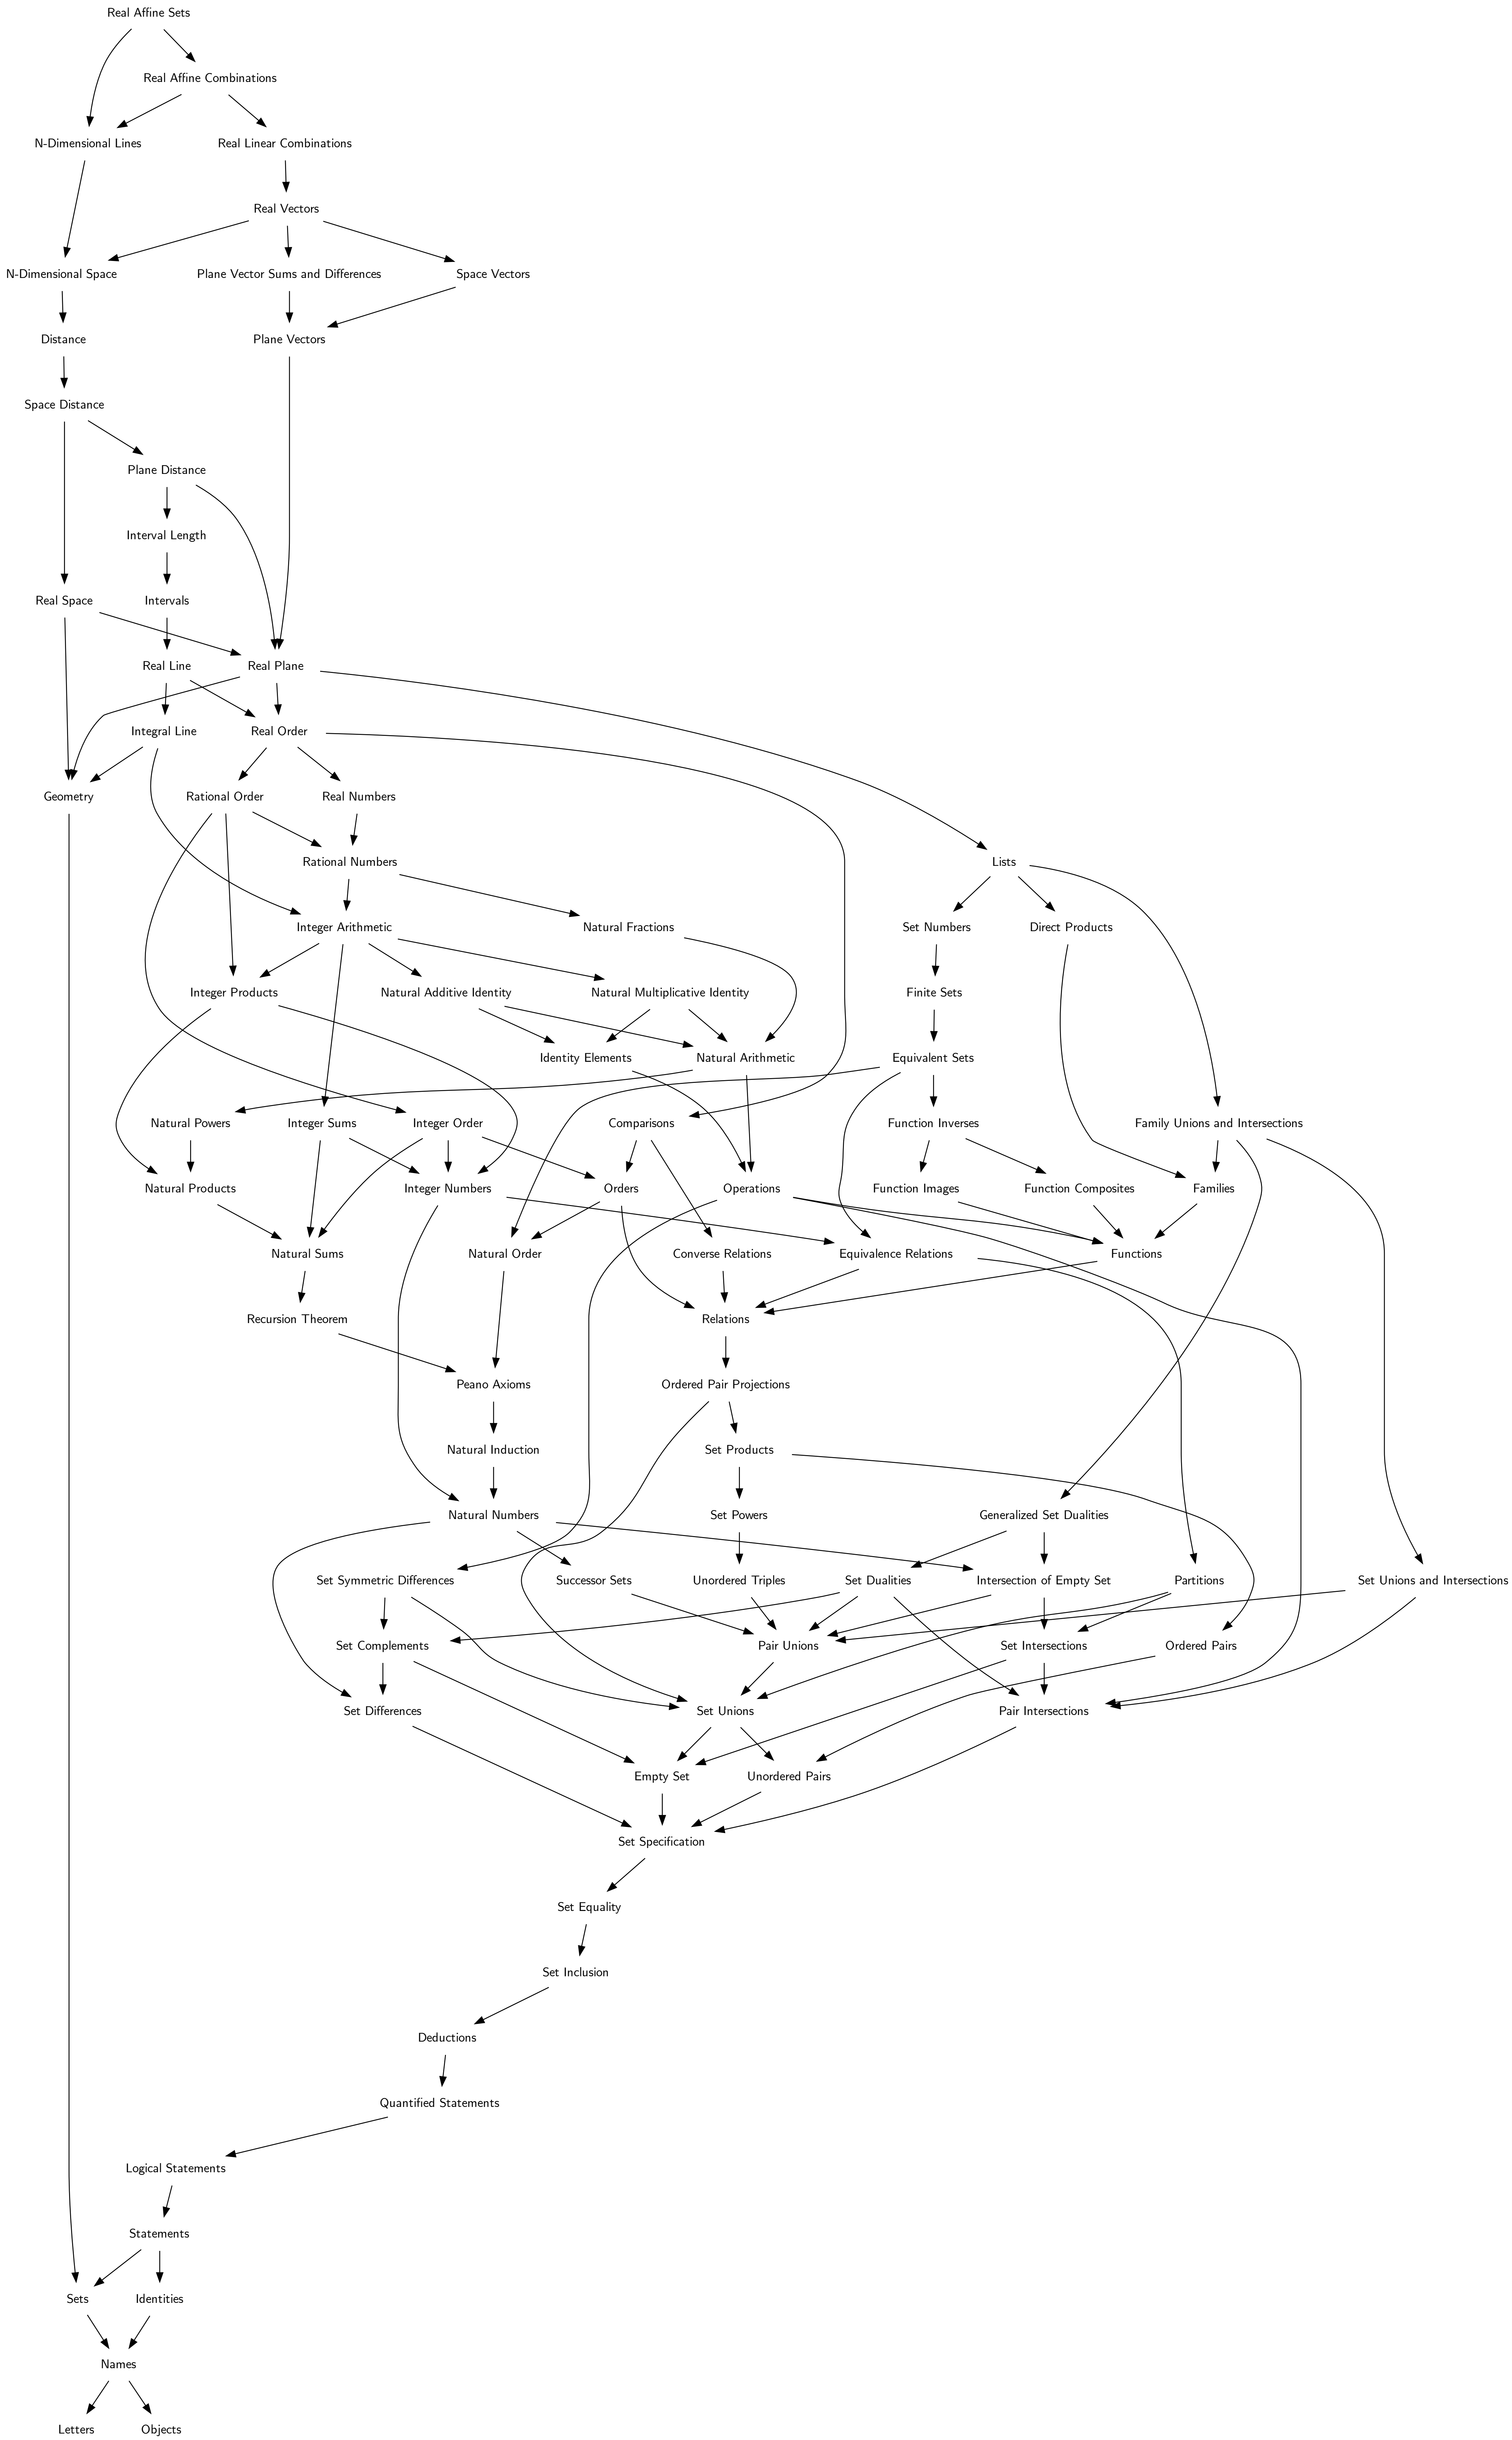 Real Affine Sets
Real Affine Combinations
N-Dimensional Lines
Real Linear Combinations
Real Vectors
N-Dimensional Space
Plane Vector Sums and Differences
Space Vectors
Distance
Plane Vectors
Space Distance
Plane Distance
Interval Length
Real Space
Intervals
Real Line
Real Plane
Integral Line
Real Order
Geometry
Rational Order
Real Numbers
Rational Numbers
Lists
Integer Arithmetic
Natural Fractions
Set Numbers
Direct Products
Integer Products
Natural Additive Identity
Natural Multiplicative Identity
Finite Sets
Identity Elements
Natural Arithmetic
Equivalent Sets
Natural Powers
Integer Sums
Integer Order
Comparisons
Function Inverses
Family Unions and Intersections
Natural Products
Integer Numbers
Orders
Operations
Function Images
Function Composites
Families
Natural Sums
Natural Order
Converse Relations
Equivalence Relations
Functions
Recursion Theorem
Relations
Peano Axioms
Ordered Pair Projections
Natural Induction
Set Products
Natural Numbers
Set Powers
Generalized Set Dualities
Set Symmetric Differences
Successor Sets
Unordered Triples
Set Dualities
Intersection of Empty Set
Partitions
Set Unions and Intersections
Set Complements
Pair Unions
Set Intersections
Ordered Pairs
Set Differences
Set Unions
Pair Intersections
Empty Set
Unordered Pairs
Set Specification
Set Equality
Set Inclusion
Deductions
Quantified Statements
Logical Statements
Statements
Sets
Identities
Names
Letters
Objects